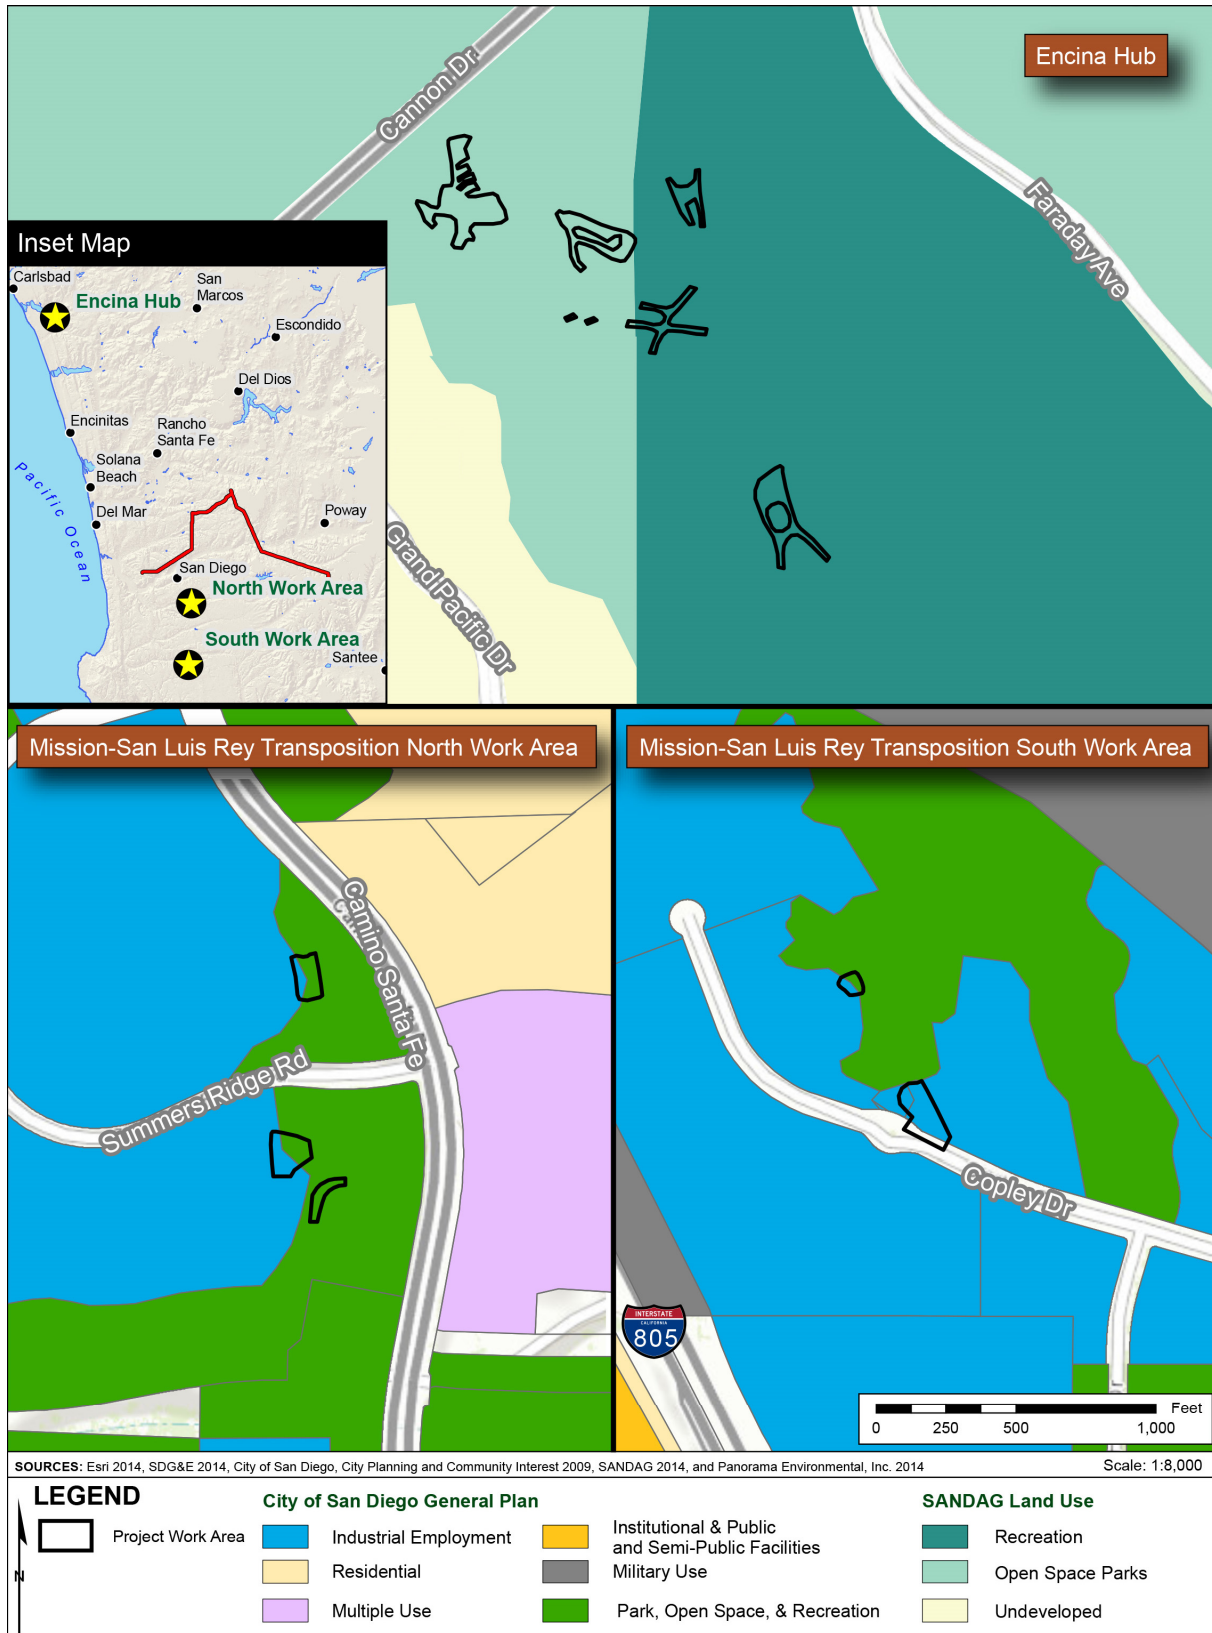 Encina Hub
Cannon Dr
Faraday Ave
Grand Pacific Dr
Inset Map
Carlsbad
San
Marcos
Encina Hub
Escondido
Del Dios
Encinitas
Rancho
Santa Fe
Solana
Beach
Pacific Ocean
Del Mar
Poway
San Diego
North Work Area
South Work Area
Santee
Mission-San Luis Rey Transposition North Work Area
Camino Santa Fe
Summers Ridge Rd
Mission-San Luis Rey Transposition South Work Area
Copley Dr
INTERSTATE
CALIFORNIA
805
Feet
0 250 500 1,000
SOURCES: Esri 2014, SDG&E 2014, City of San Diego, City Planning and Community Interest 2009, SANDAG 2014, and Panorama Environmental, Inc. 2014
Scale: 1:8,000
LEGEND
N
Project Work Area
City of San Diego General Plan
Industrial Employment
Residential
Multiple Use
Institutional & Public
and Semi-Public Facilities
Military Use
Park, Open Space, & Recreation
SANDAG Land Use
Recreation
Open Space Parks
Undeveloped